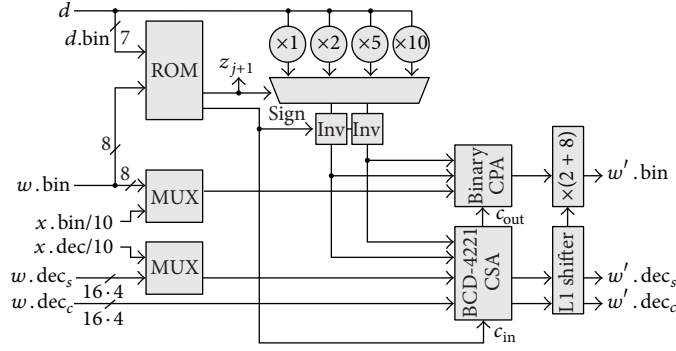 d
d.bin 7
×1 ×2 ×5 ×10
ROM
z_{j+1}
Sign
Inv Inv
8
w.bin 8
MUX
x.bin/10
Binary CPA
×(2 + 8)
w′.bin
c_out
x.dec/10
MUX
w.dec_s
16·4
w.dec_c
16·4
BCD-4221 CSA
L1 shifter
w′.dec_s
w′.dec_c
c_in